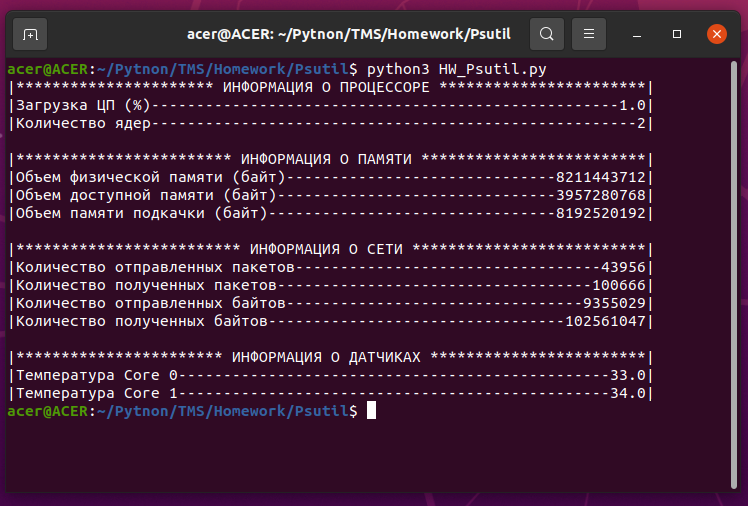 acer@ACER: ~/Pytnon/TMS/Homework/Psutil
acer@ACER:~/Pytnon/TMS/Homework/Psutil$ python3 HW_Psutil.py
|********************** ИНФОРМАЦИЯ О ПРОЦЕССОРЕ ***********************|
|Загрузка ЦП (%)----------------------------------------------------1.0|
|Количество ядер------------------------------------------------------2|
|************************ ИНФОРМАЦИЯ О ПАМЯТИ *************************|
|Объем физической памяти (байт)------------------------------8211443712|
|Объем доступной памяти (байт)-------------------------------3957280768|
|Объем памяти подкачки (байт)--------------------------------8192520192|
|************************* ИНФОРМАЦИЯ О СЕТИ **************************|
|Количество отправленных пакетов----------------------------------43956|
|Количество полученных пакетов-----------------------------------100666|
|Количество отправленных байтов---------------------------------9355029|
|Количество полученных байтов---------------------------------102561047|
|*********************** ИНФОРМАЦИЯ О ДАТЧИКАХ ************************|
|Температура Core 0------------------------------------------------33.0|
|Температура Core 1------------------------------------------------34.0|
acer@ACER:~/Pytnon/TMS/Homework/Psutil$